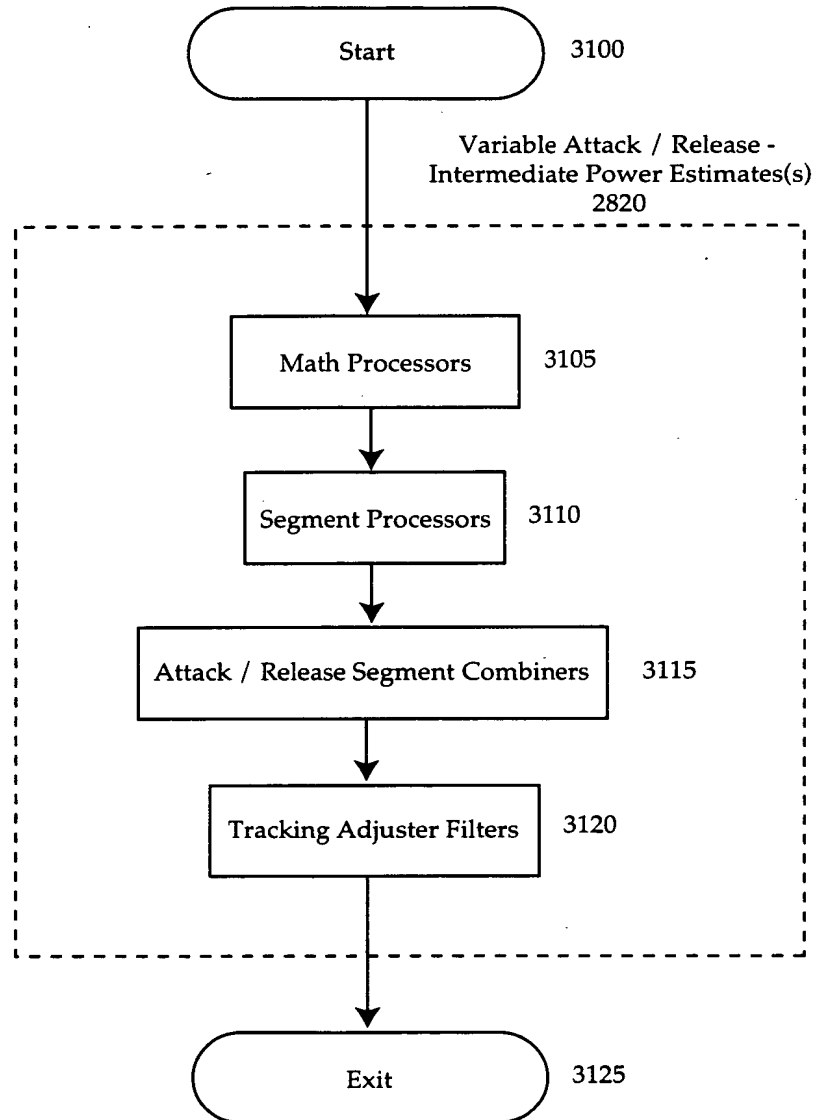 Start 3100
Variable Attack / Release -
Intermediate Power Estimates(s)
2820
Math Processors 3105
Segment Processors 3110
Attack / Release Segment Combiners 3115
Tracking Adjuster Filters 3120
Exit 3125